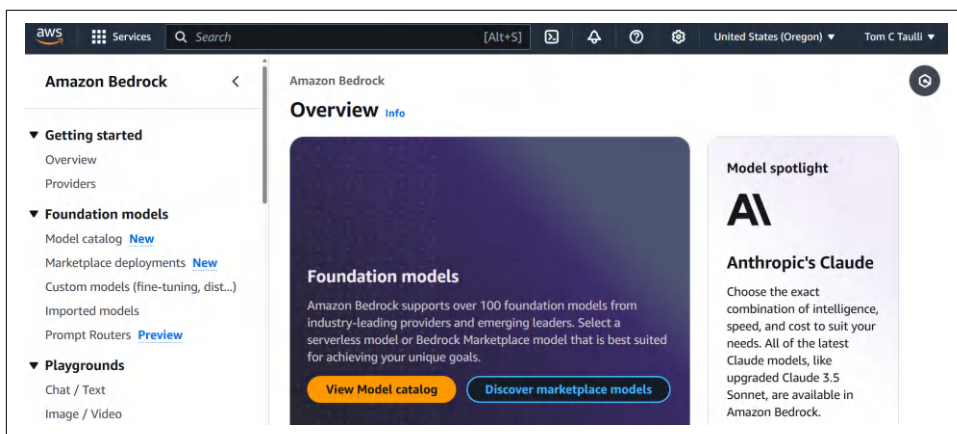 aws
Services
Search
[Alt+S]
United States (Oregon)
Tom C Taulli
Amazon Bedrock
Getting started
Overview
Providers
Foundation models
Model catalog New
Marketplace deployments New
Custom models (fine-tuning, dist...)
Imported models
Prompt Routers Preview
Playgrounds
Chat / Text
Image / Video
Amazon Bedrock
Overview Info
Foundation models
Amazon Bedrock supports over 100 foundation models from
industry-leading providers and emerging leaders. Select a
serverless model or Bedrock Marketplace model that is best suited
for achieving your unique goals.
View Model catalog
Discover marketplace models
Model spotlight
A\
Anthropic's Claude
Choose the exact
combination of intelligence,
speed, and cost to suit your
needs. All of the latest
Claude models, like
upgraded Claude 3.5
Sonnet, are available in
Amazon Bedrock.